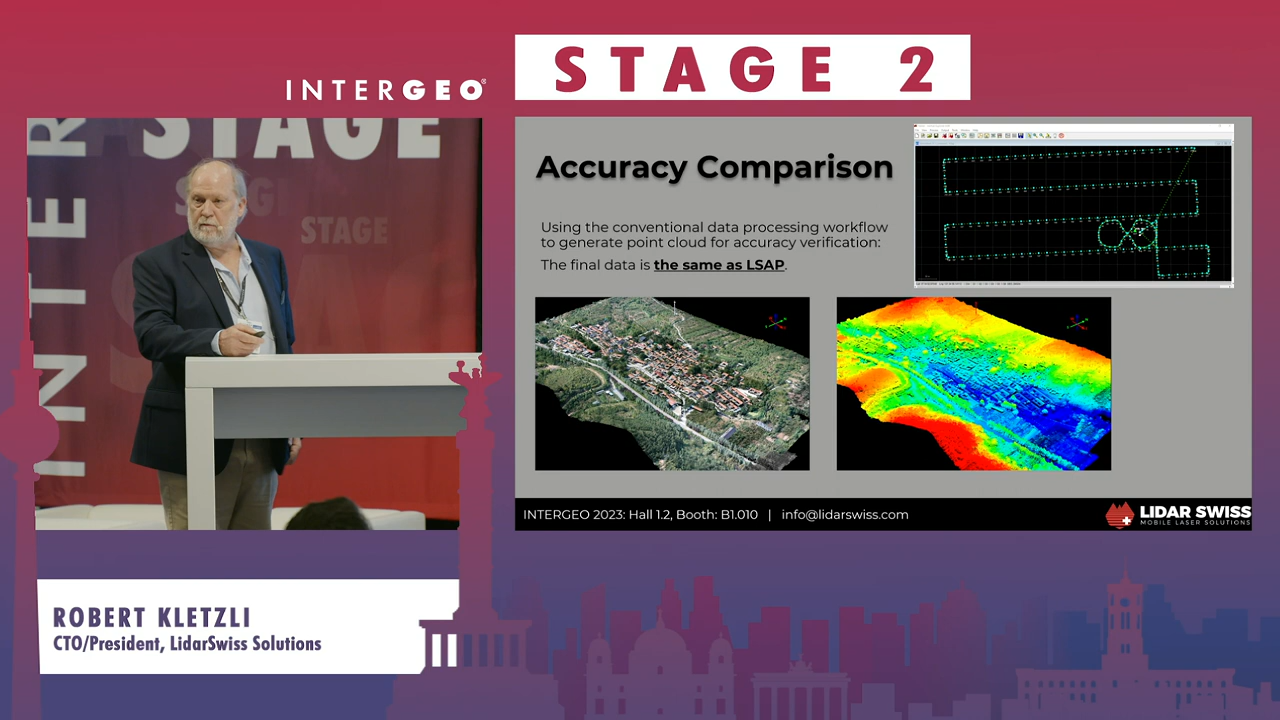 STAGE 2
INTERGEO®
INTER
STAGE
STAGE
Accuracy Comparison
Using the conventional data processing workflow
to generate point cloud for accuracy verification:
The final data is the same as LSAP.
INTERGEO 2023: Hall 1.2, Booth: B1.010 | info@lidarswiss.com
LIDAR SWISS
MOBILE LASER SOLUTIONS
ROBERT KLETZLI
CTO/President, LidarSwiss Solutions